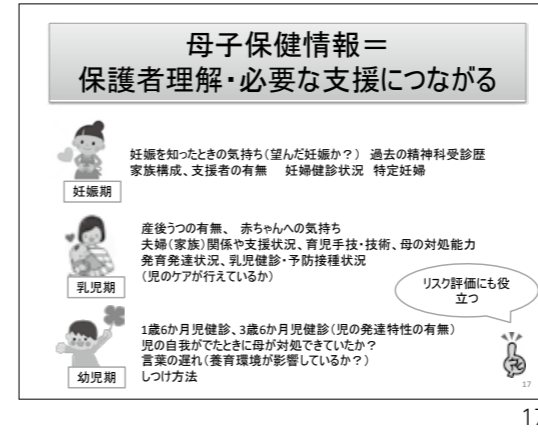 母子保健情報＝
保護者理解・必要な支援につながる
妊娠を知ったときの気持ち（望んだ妊娠か？） 過去の精神科受診歴
家族構成、支援者の有無 妊婦健診状況 特定妊婦
妊娠期
産後うつの有無、 赤ちゃんへの気持ち
夫婦（家族）関係や支援状況、育児手技・技術、母の対処能力
発育発達状況、乳児健診・予防接種状況
（児のケアが行えているか）
乳児期
リスク評価にも役
立つ
1歳6か月児健診、3歳6か月児健診（児の発達特性の有無）
児の自我がでたときに母が対処できていたか？
言葉の遅れ（養育環境が影響しているか？）
しつけ方法
幼児期
17
17